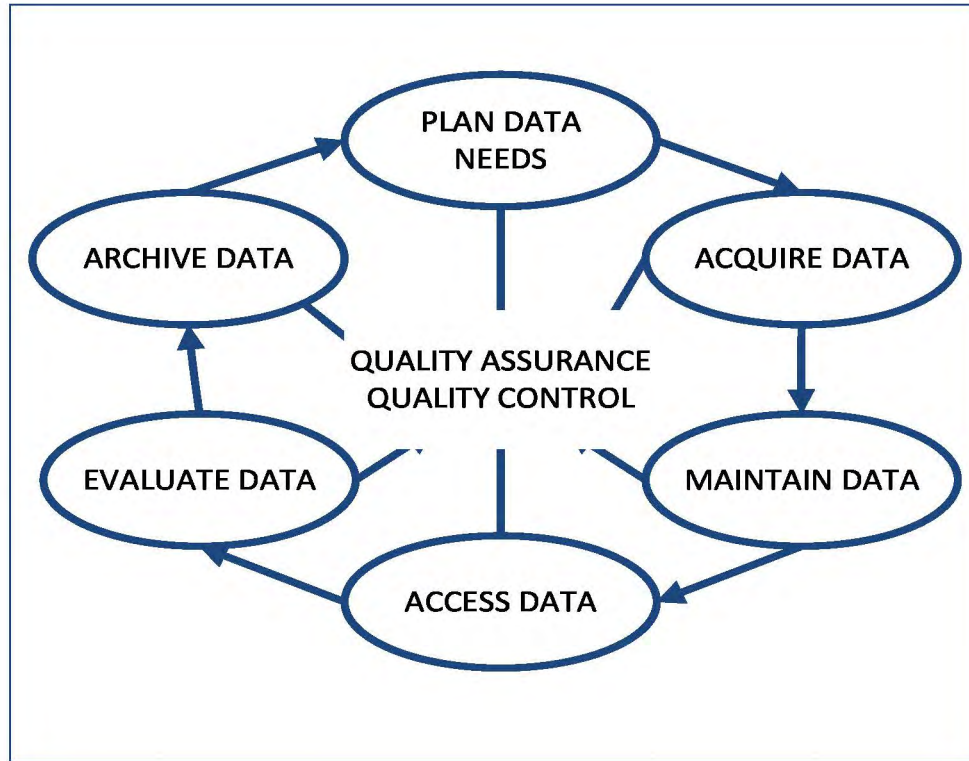 PLAN DATA
NEEDS
ACQUIRE DATA
MAINTAIN DATA
ACCESS DATA
EVALUATE DATA
ARCHIVE DATA
QUALITY ASSURANCE
QUALITY CONTROL